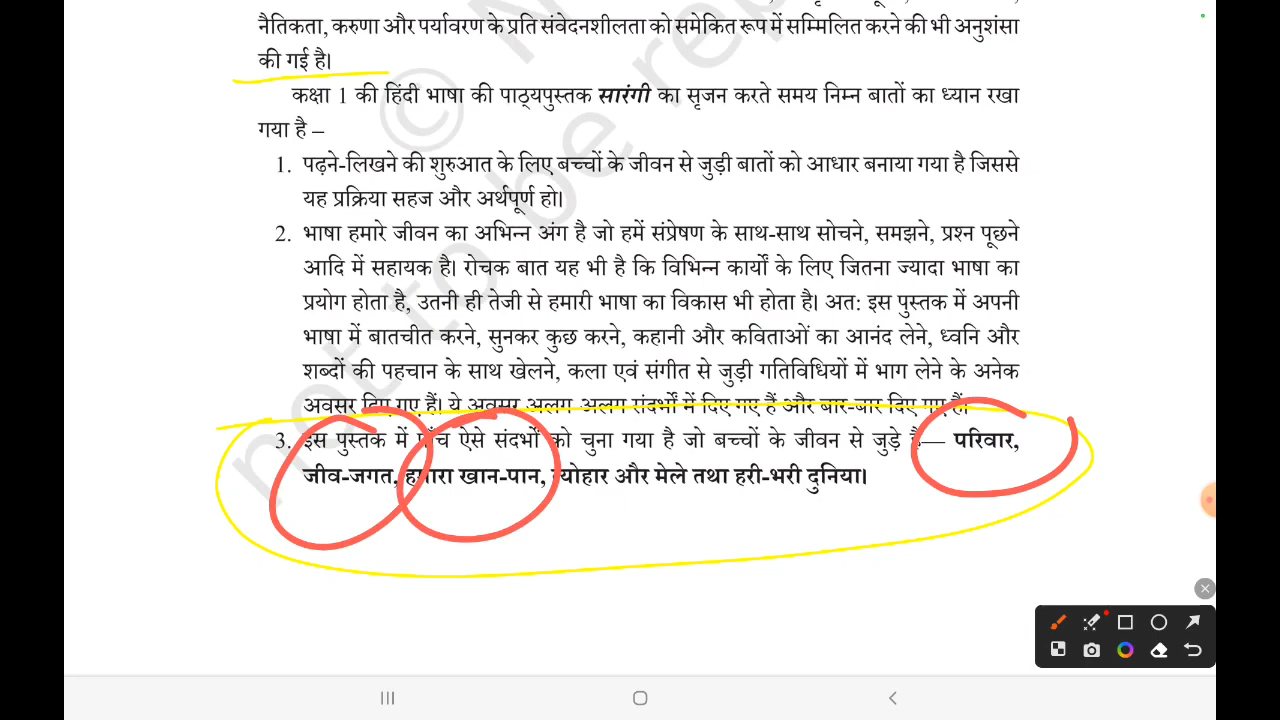 नैतिकता, करुणा और पर्यावरण के प्रति संवेदनशीलता को समेकित रूप में सम्मिलित करने की भी अनुशंसा
की गई है।
कक्षा 1 की हिंदी भाषा की पाठ्यपुस्तक सारंगी का सृजन करते समय निम्न बातों का ध्यान रखा
गया है –
1. पढ़ने-लिखने की शुरुआत के लिए बच्चों के जीवन से जुड़ी बातों को आधार बनाया गया है जिससे
यह प्रक्रिया सहज और अर्थपूर्ण हो।
2. भाषा हमारे जीवन का अभिन्न अंग है जो हमें संप्रेषण के साथ-साथ सोचने, समझने, प्रश्न पूछने
आदि में सहायक है। रोचक बात यह भी है कि विभिन्न कार्यों के लिए जितना ज्यादा भाषा का
प्रयोग होता है, उतनी ही तेजी से हमारी भाषा का विकास भी होता है। अत: इस पुस्तक में अपनी
भाषा में बातचीत करने, सुनकर कुछ करने, कहानी और कविताओं का आनंद लेने, ध्वनि और
शब्दों की पहचान के साथ खेलने, कला एवं संगीत से जुड़ी गतिविधियों में भाग लेने के अनेक
अवसर दिए गए हैं। ये अवसर अलग-अलग संदर्भों में दिए गए हैं और बार-बार दिए गए हैं।
3. इस पुस्तक में पाँच ऐसे संदर्भों को चुना गया है जो बच्चों के जीवन से जुड़े हैं— परिवार,
जीव-जगत, हमारा खान-पान, त्योहार और मेले तथा हरी-भरी दुनिया।
not to be re